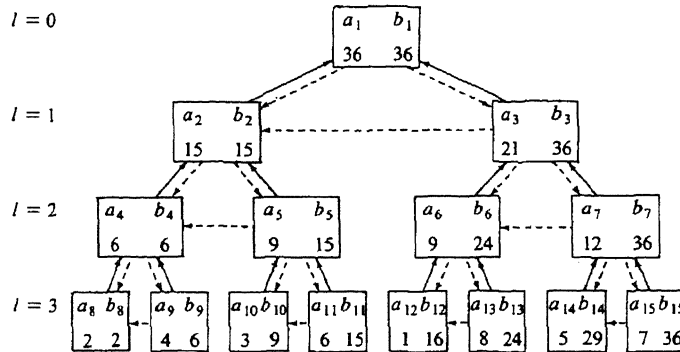 l = 0
a₁ b₁
36 36
l = 1
a₂ b₂ a₃ b₃
15 15 21 36
l = 2
a₄ b₄ a₅ b₅ a₆ b₆ a₇ b₇
6 6 9 15 9 24 12 36
l = 3
a₈ b₈ a₉ b₉ a₁₀ b₁₀ a₁₁ b₁₁ a₁₂ b₁₂ a₁₃ b₁₃ a₁₄ b₁₄ a₁₅ b₁₅
2 2 4 6 3 9 6 15 1 16 8 24 5 29 7 36